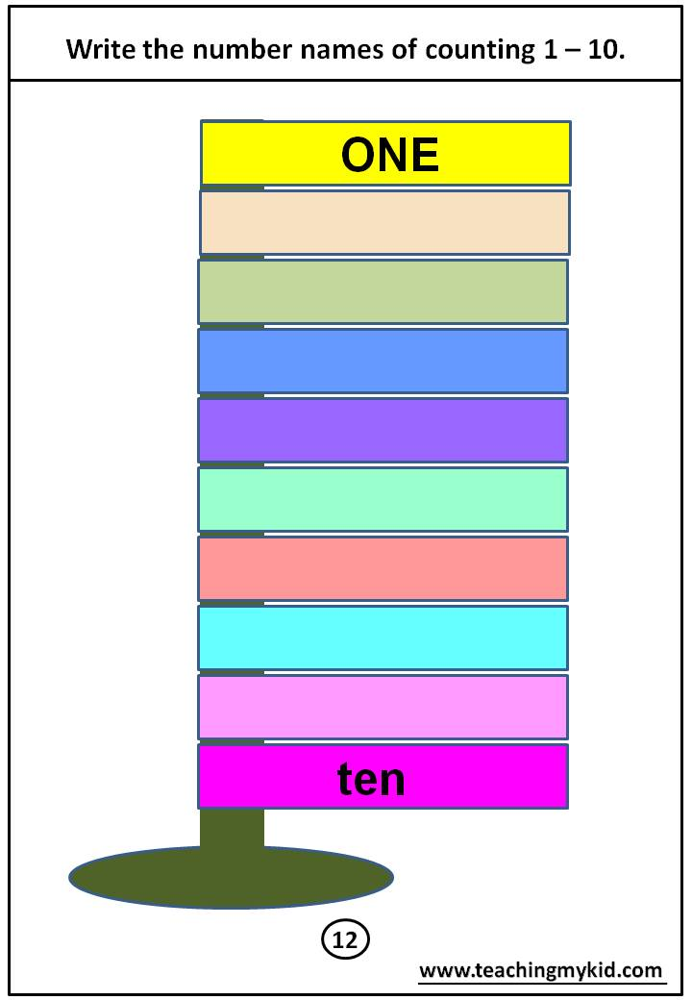 Write the number names of counting 1 – 10.
ONE
ten
12
www.teachingmykid.com